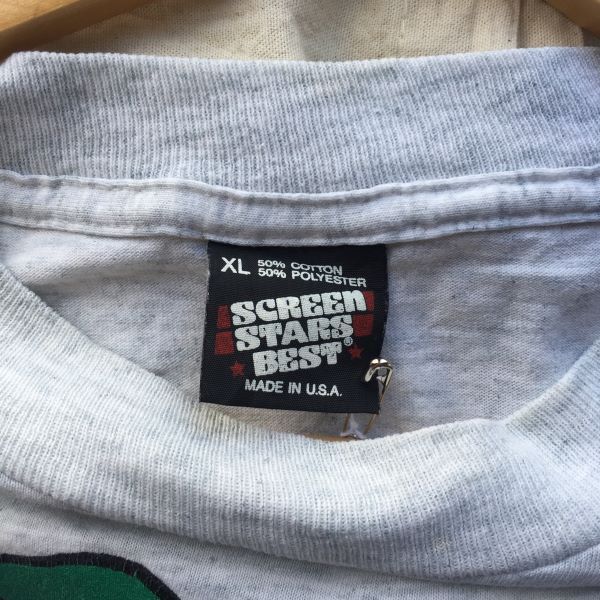 XL 50% COTTON
50% POLYESTER
SCREEN
STARS
BEST®
MADE IN U.S.A.